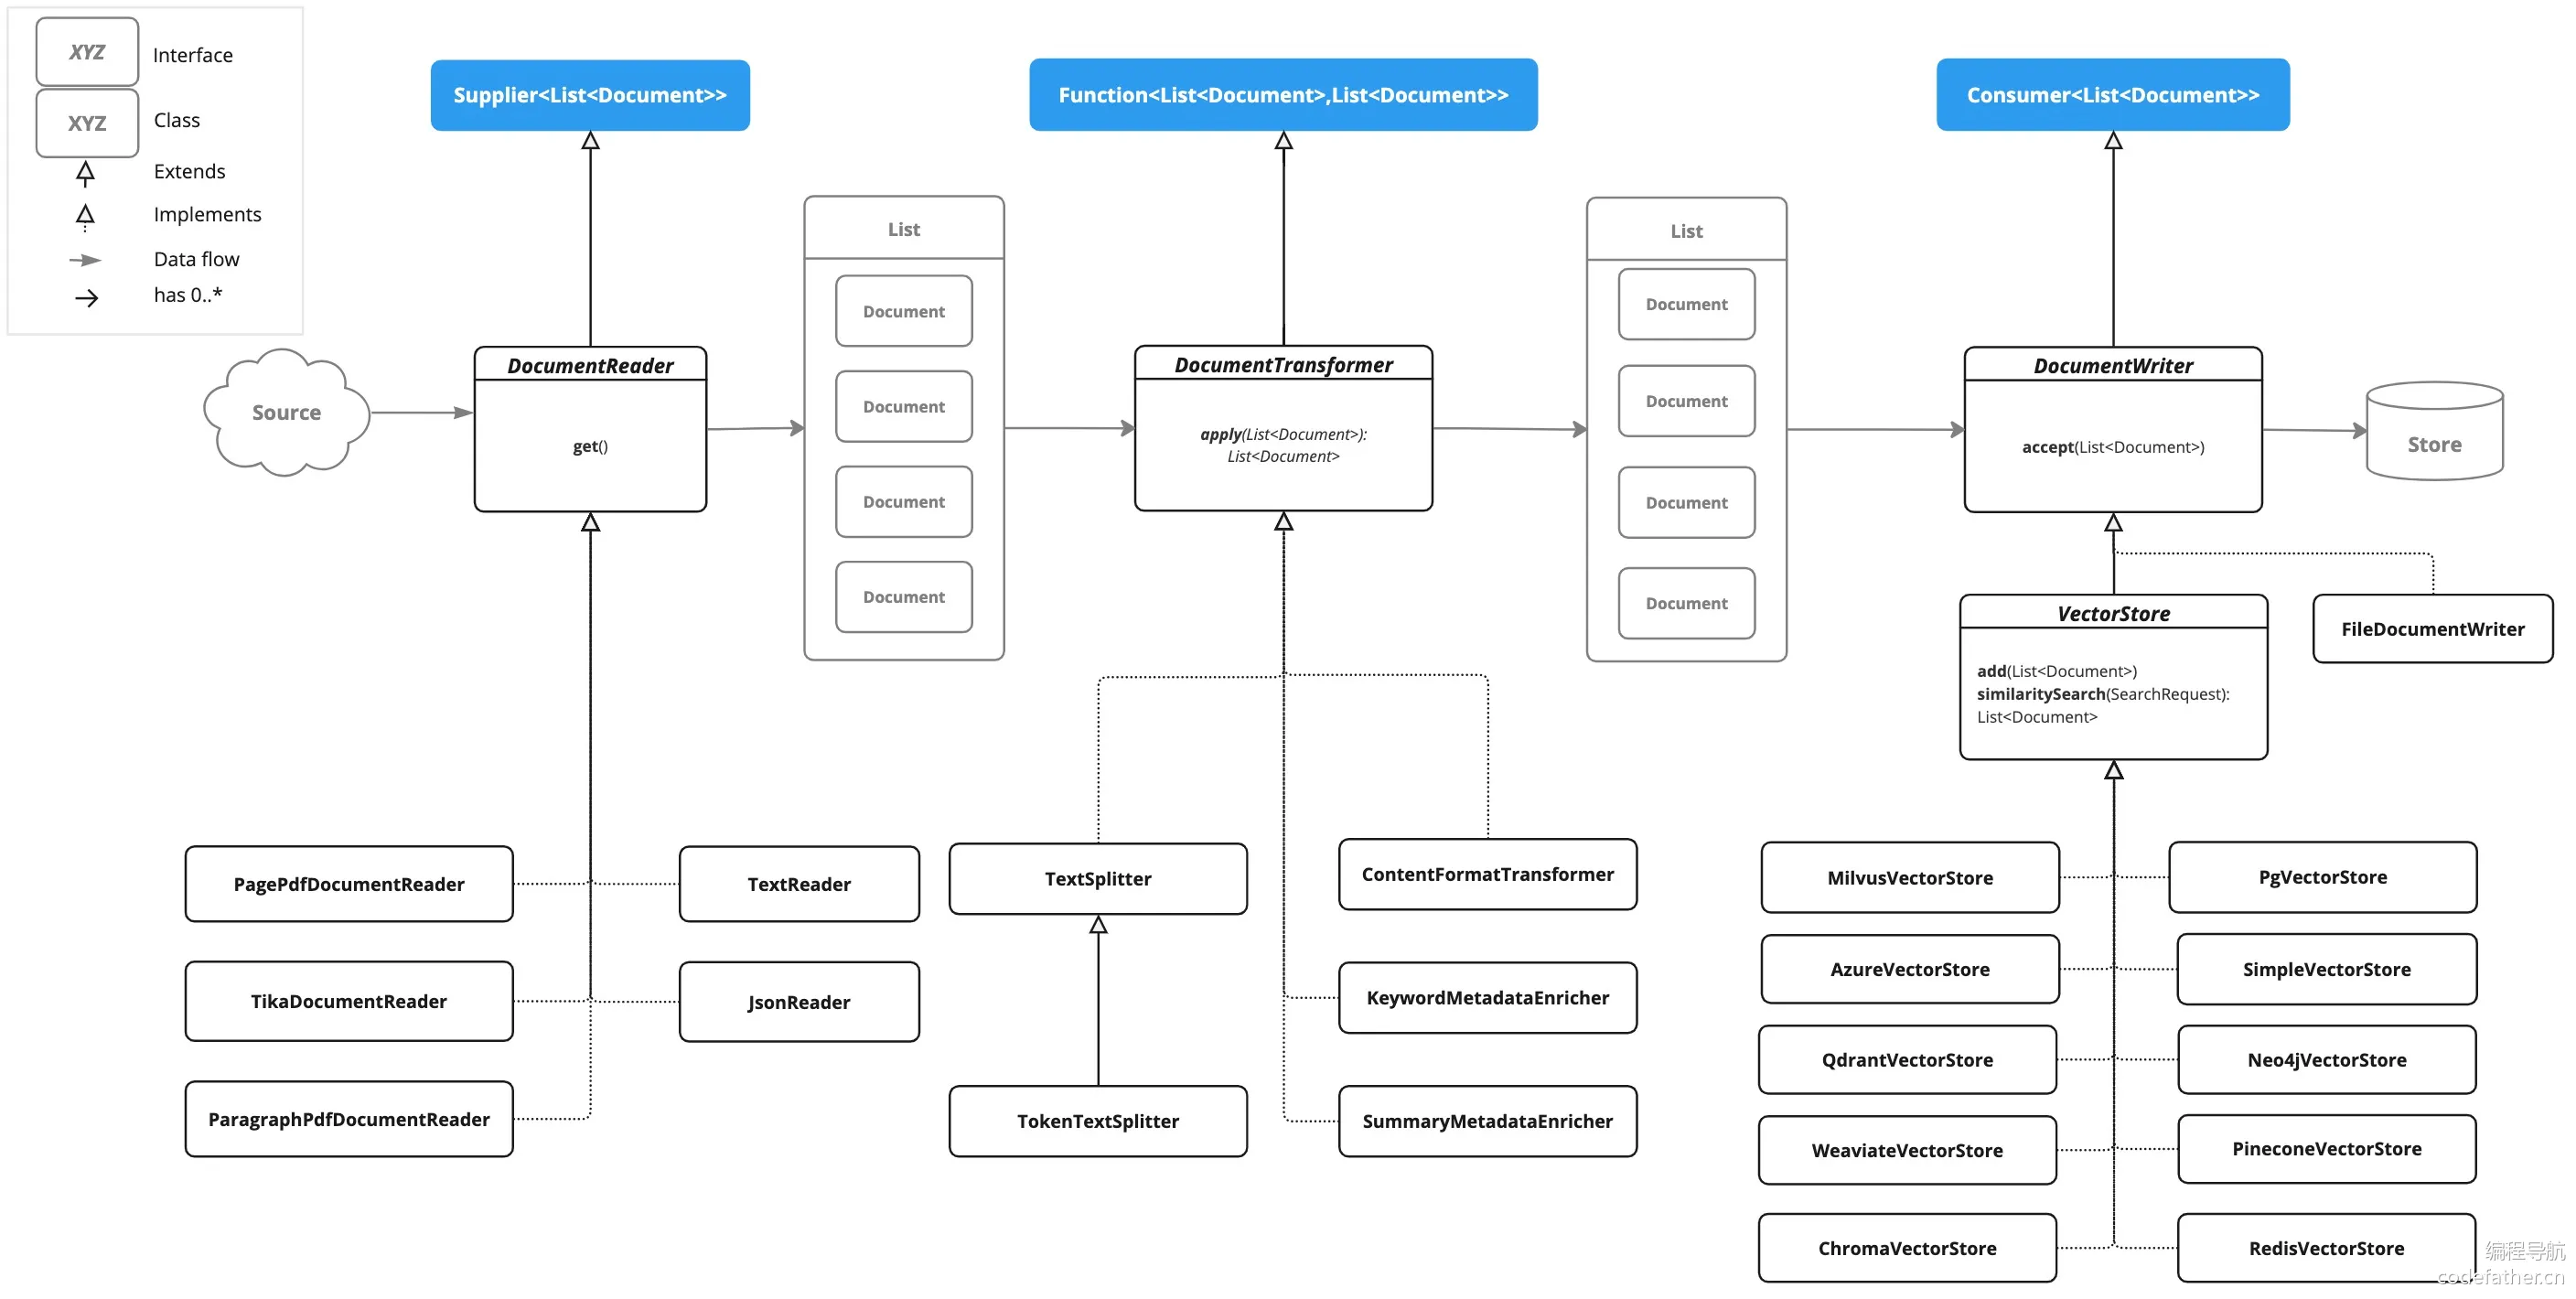 XYZ
Interface
XYZ
Class
Extends
Implements
Data flow
has 0..*
Supplier<List<Document>>
Function<List<Document>,List<Document>>
Consumer<List<Document>>
Source
DocumentReader
get()
List
Document
Document
Document
Document
DocumentTransformer
apply(List<Document>):
List<Document>
List
Document
Document
Document
Document
DocumentWriter
accept(List<Document>)
Store
VectorStore
add(List<Document>)
similaritySearch(SearchRequest):
List<Document>
FileDocumentWriter
PagePdfDocumentReader
TextReader
TikaDocumentReader
JsonReader
ParagraphPdfDocumentReader
TextSplitter
ContentFormatTransformer
KeywordMetadataEnricher
TokenTextSplitter
SummaryMetadataEnricher
MilvusVectorStore
PgVectorStore
AzureVectorStore
SimpleVectorStore
QdrantVectorStore
Neo4jVectorStore
WeaviateVectorStore
PineconeVectorStore
ChromaVectorStore
RedisVectorStore
编程导航
codefather.cn